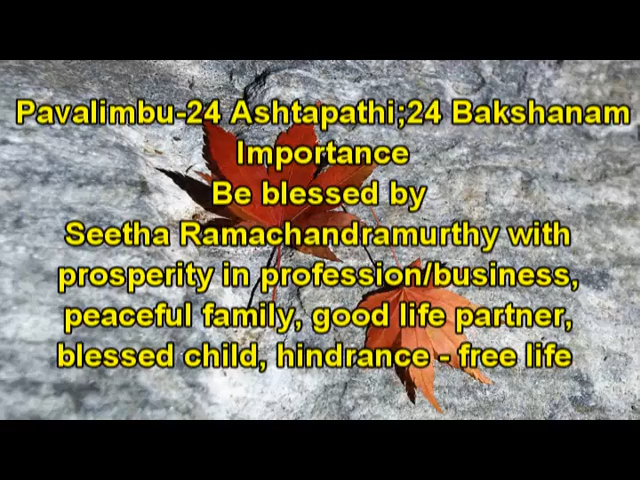 Pavalimbu-24 Ashtapathi;24 Bakshanam
Importance
Be blessed by
Seetha Ramachandramurthy with
prosperity in profession/business,
peaceful family, good life partner,
blessed child, hindrance - free life